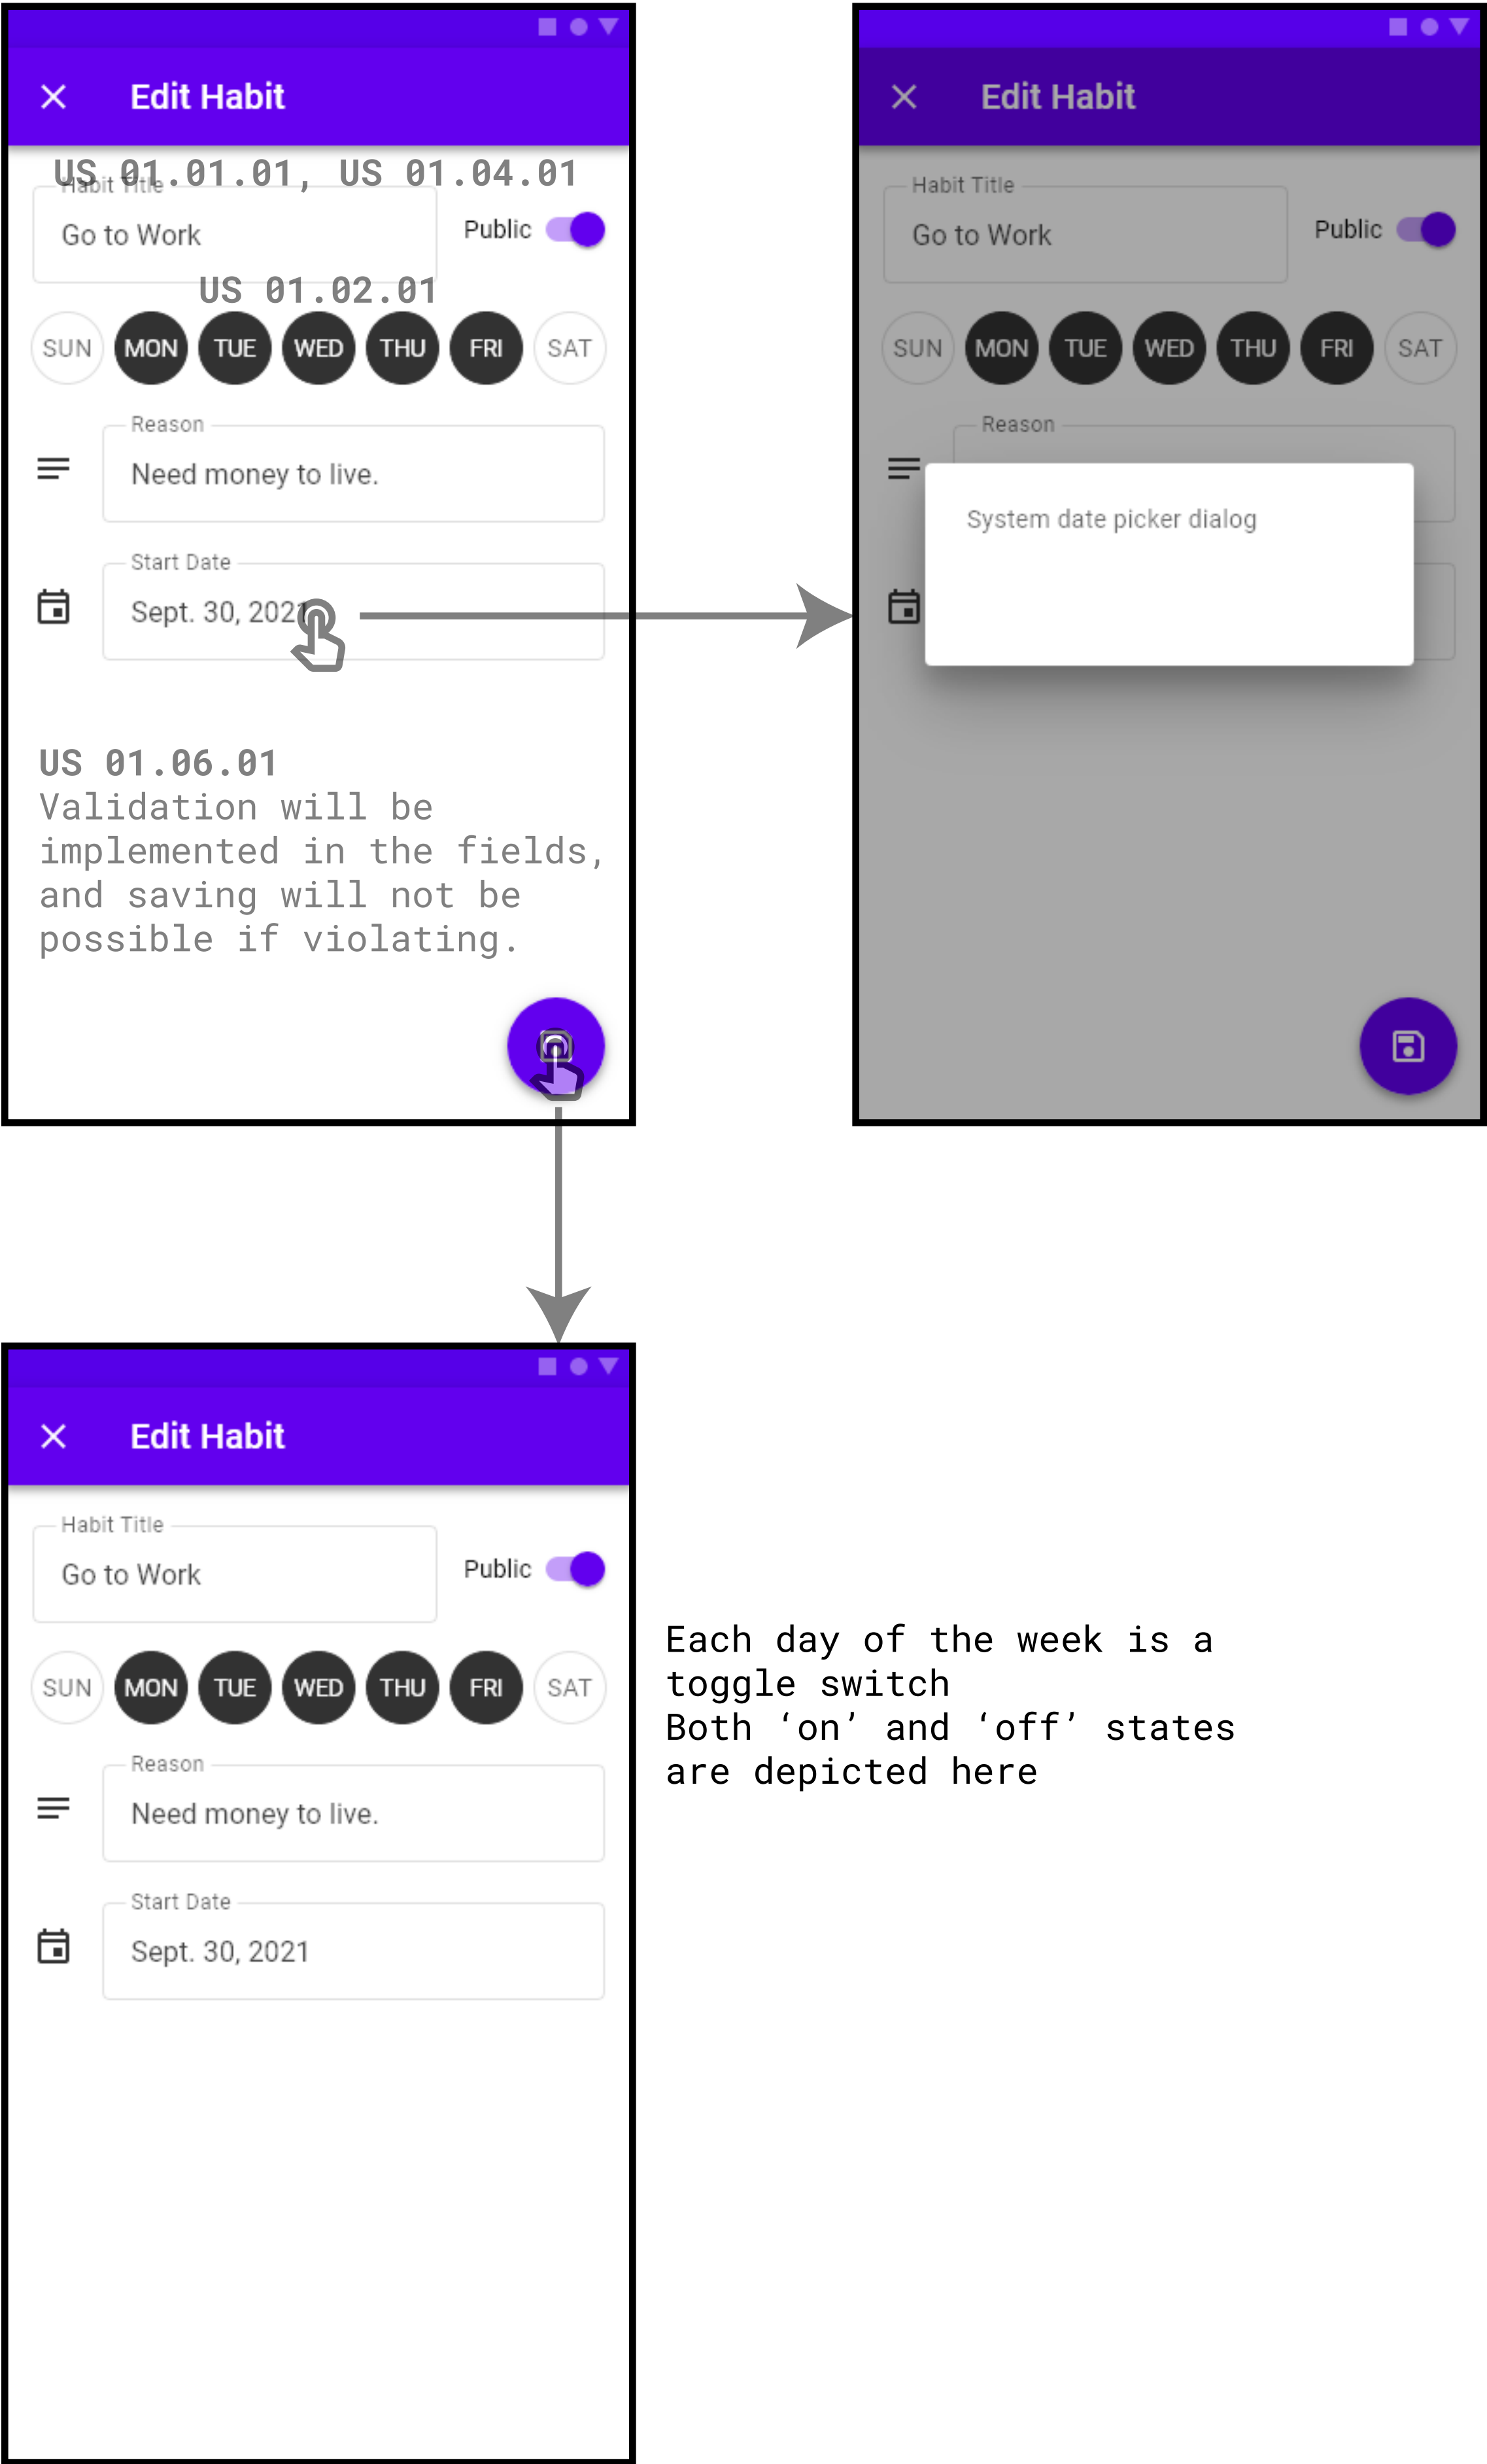 Edit Habit
US 01.01.01, US 01.04.01
Habit Title
Go to Work
Public
US 01.02.01
SUN MON TUE WED THU FRI SAT
Reason
Need money to live.
Start Date
Sept. 30, 2021
US 01.06.01
Validation will be
implemented in the fields,
and saving will not be
possible if violating.
Edit Habit
Habit Title
Go to Work
Public
SUN MON TUE WED THU FRI SAT
Reason
System date picker dialog
Edit Habit
Habit Title
Go to Work
Public
SUN MON TUE WED THU FRI SAT
Reason
Need money to live.
Start Date
Sept. 30, 2021
Each day of the week is a
toggle switch
Both ‘on’ and ‘off’ states
are depicted here